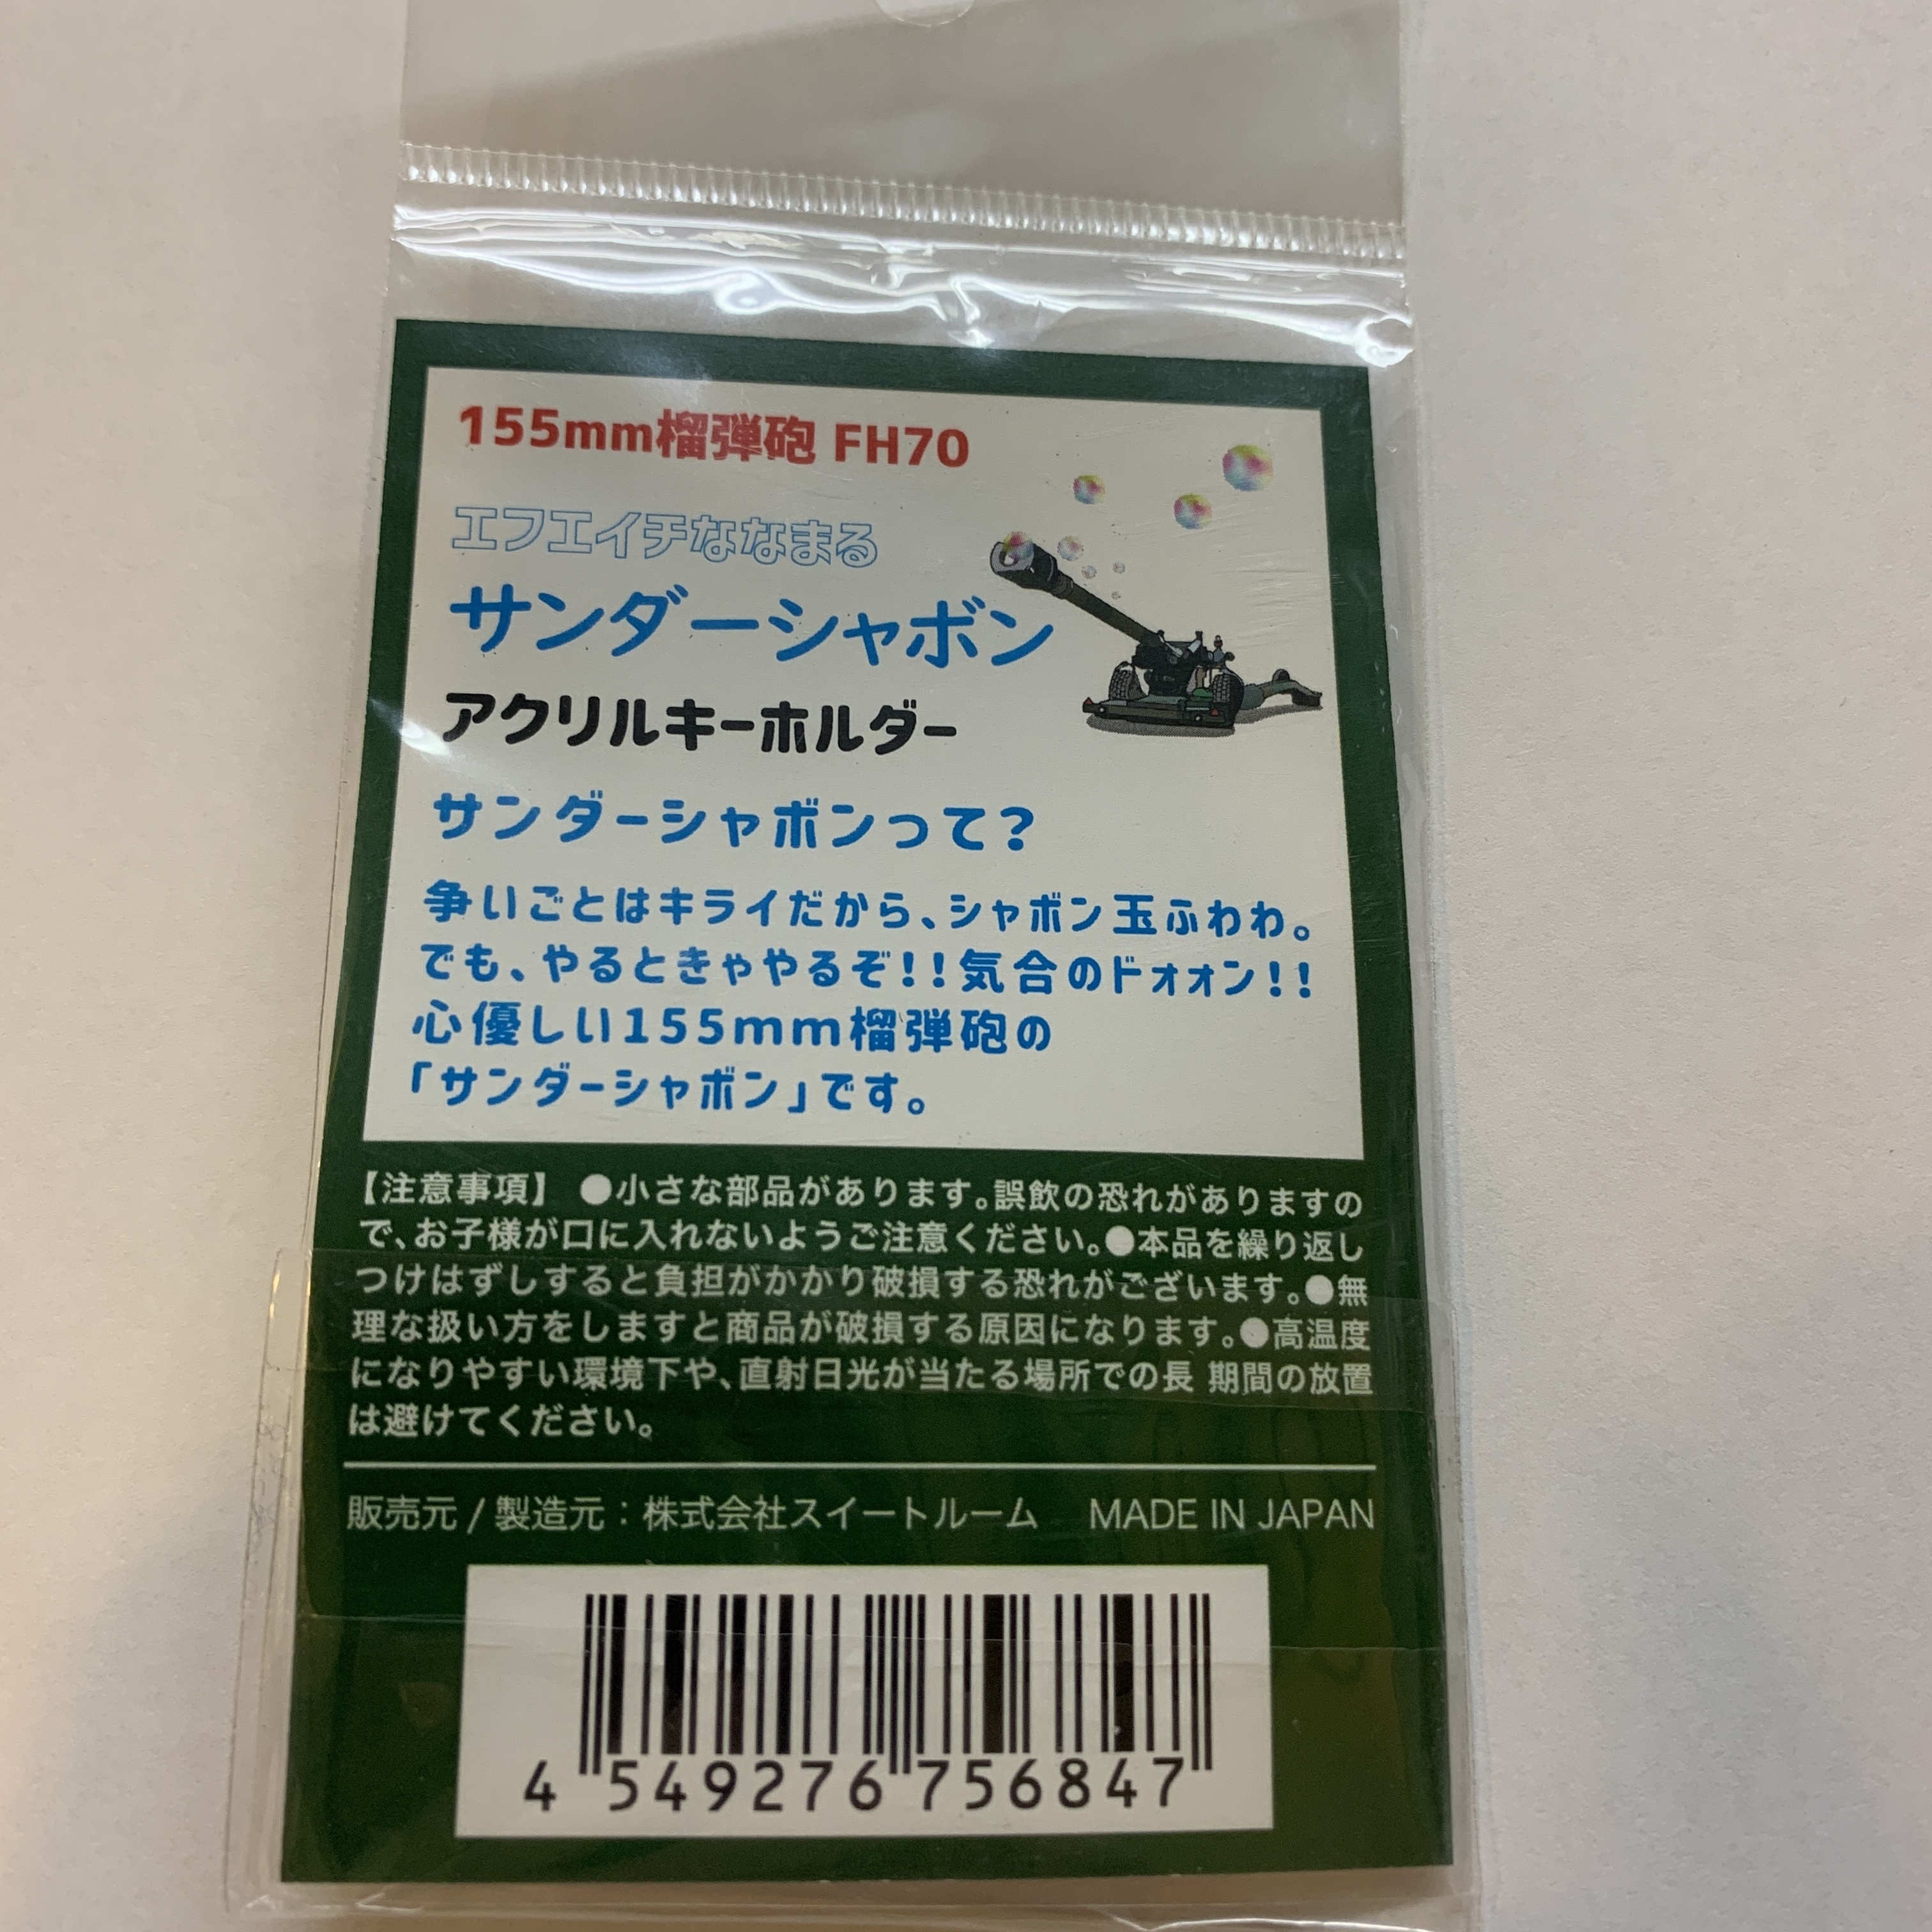 155mm榴弾砲 FH70
エフエイチななまる
サンダーシャボン
アクリルキーホルダー
サンダーシャボンって?
争いごとはキライだから、シャボン玉ふわわ。
でも、やるときゃやるぞ!!気合のドォォン!!
心優しい155mm榴弾砲の
「サンダーシャボン」です。
【注意事項】 ●小さな部品があります。誤飲の恐れがありますの
で、お子様が口に入れないようご注意ください。●本品を繰り返し
つけはずしすると負担がかかり破損する恐れがございます。●無
理な扱い方をしますと商品が破損する原因になります。●高温度
になりやすい環境下や、直射日光が当たる場所での長 期間の放置
は避けてください。
販売元 / 製造元：株式会社スイートルーム MADE IN JAPAN
4 549276 756847